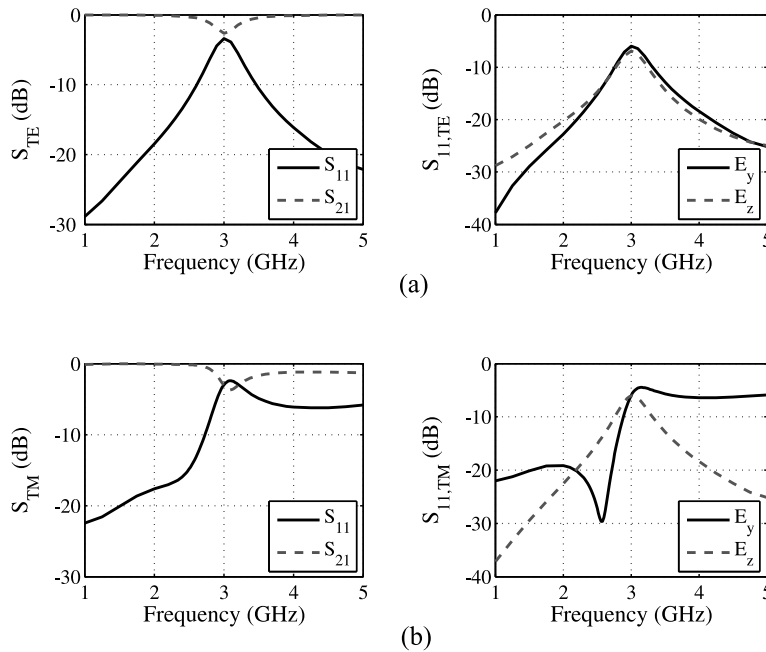 0
-10
-20
-30
1
2
3
4
5
S_TE (dB)
Frequency (GHz)
S_11
S_21
0
-10
-20
-30
-40
1
2
3
4
5
S_11,TE (dB)
Frequency (GHz)
E_y
E_z
(a)
0
-10
-20
-30
1
2
3
4
5
S_TM (dB)
Frequency (GHz)
S_11
S_21
0
-10
-20
-30
-40
1
2
3
4
5
S_11,TM (dB)
Frequency (GHz)
E_y
E_z
(b)